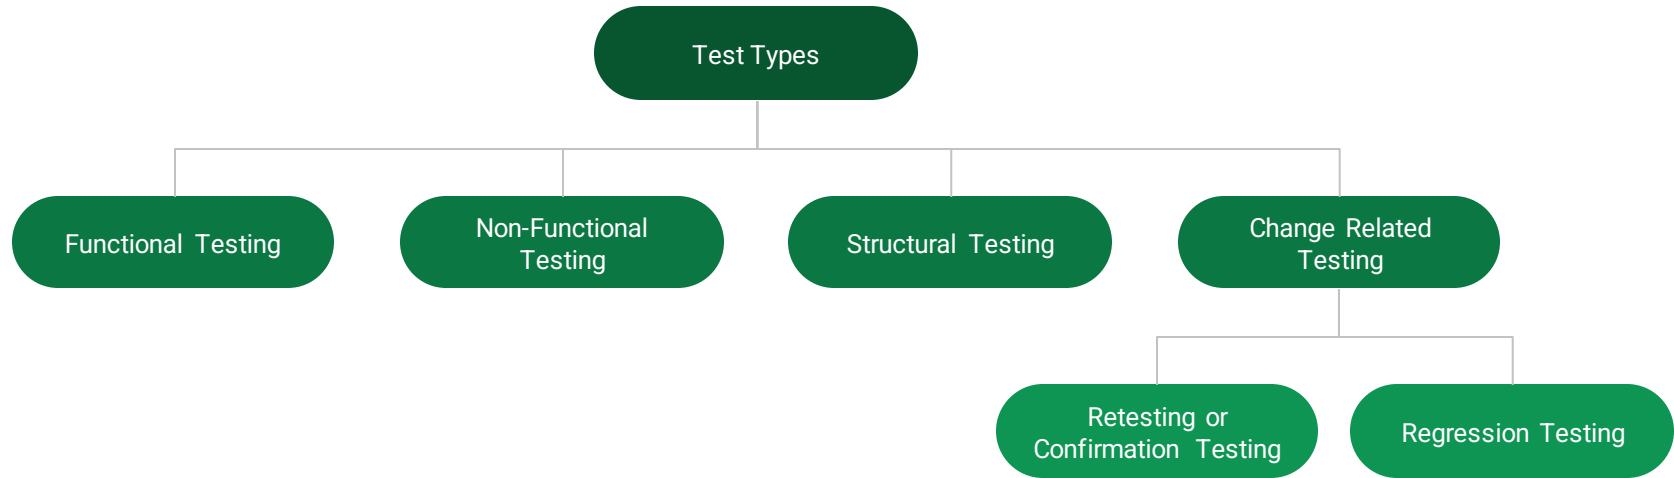 Test Types
Functional Testing
Non-Functional
Testing
Structural Testing
Change Related
Testing
Retesting or
Confirmation Testing
Regression Testing